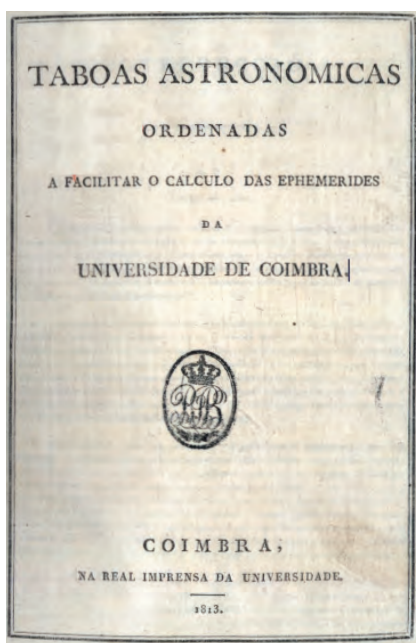 TABOAS ASTRONOMICAS
ORDENADAS
A FACILITAR O CALCULO DAS EPHEMERIDES
DA
UNIVERSIDADE DE COIMBRA.
COIMBRA,
NA REAL IMPRENSA DA UNIVERSIDADE.
1813.